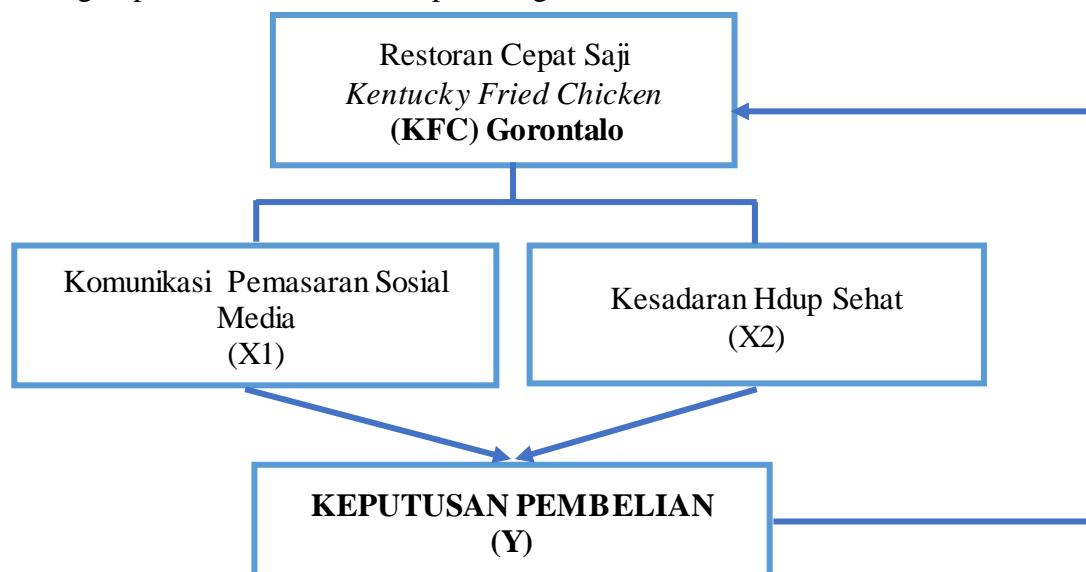 Restoran Cepat Saji
Kentucky Fried Chicken
(KFC) Gorontalo
Komunikasi Pemasaran Sosial
Media
(X1)
Kesadaran Hdup Sehat
(X2)
KEPUTUSAN PEMBELIAN
(Y)